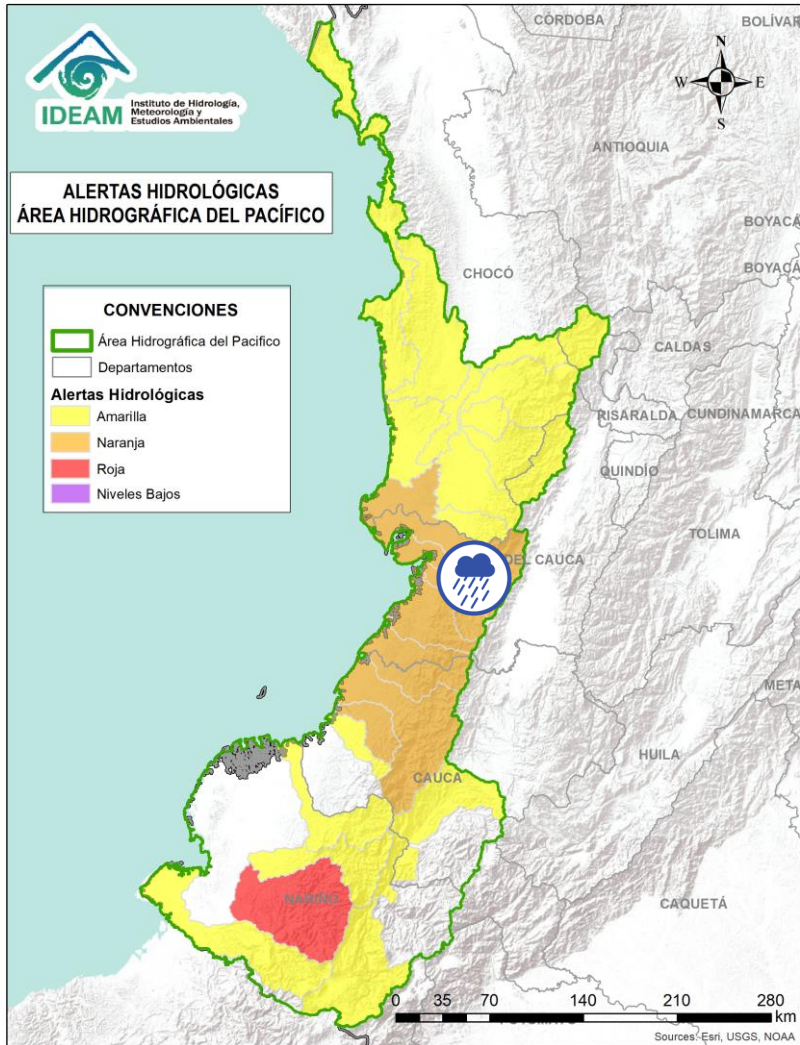 IDEAM
Instituto de Hidrología,
Meteorología y
Estudios Ambientales
ALERTAS HIDROLÓGICAS
ÁREA HIDROGRÁFICA DEL PACÍFICO
CONVENCIONES
Área Hidrográfica del Pacifico
Departamentos
Alertas Hidrológicas
Amarilla
Naranja
Roja
Niveles Bajos
N
W E
S
CÓRDOBA
BOLÍVAR
ANTIOQUIA
BOYACÁ
CHOCÓ
BOYACÁ
CALDAS
RISARALDA
CUNDINAMARCA
QUINDÍO
TOLIMA
DEL CAUCA
META
HUILA
CAUCA
NARIÑO
CAQUETÁ
0 35 70 140 210 280
km
Sources: Esri, USGS, NOAA